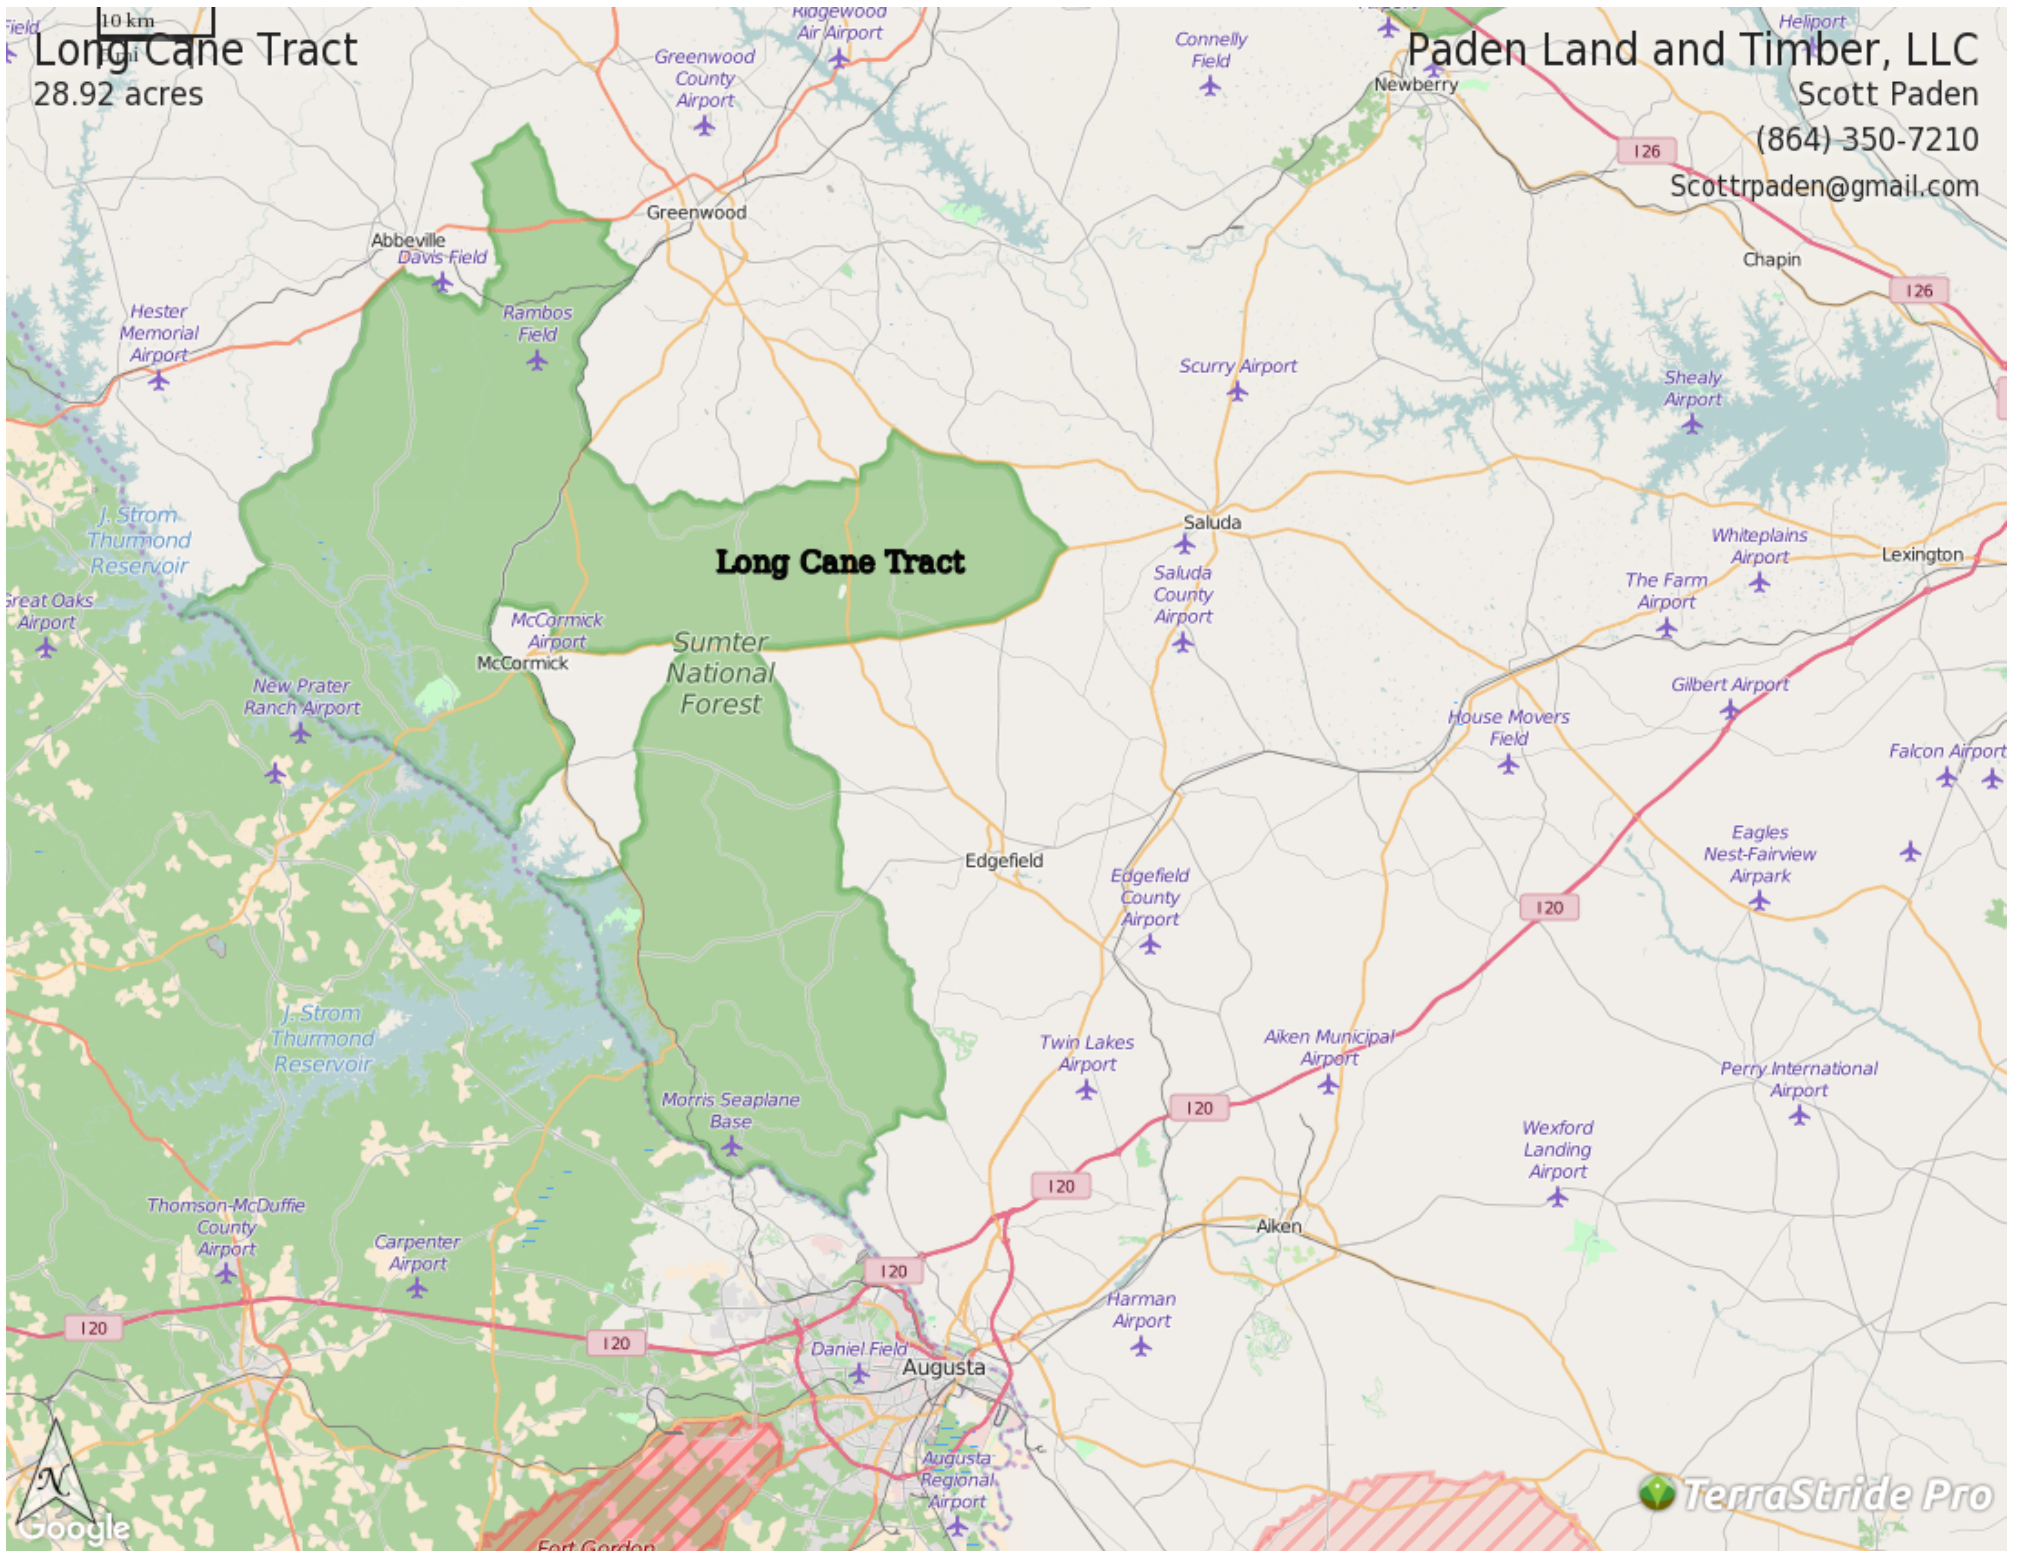 10 km
Field
Long Cane Tract
28.92 acres
Paden Land and Timber, LLC
Scott Paden
(864) 350-7210
Scottrpaden@gmail.com
Ridgewood
Air Airport
Greenwood
County
Airport
Connelly
Field
Heliport
Newberry
I 26
Greenwood
Abbeville
Davis Field
Chapin
I 26
Hester
Memorial
Airport
Rambos
Field
Scurry Airport
Shealy
Airport
J. Strom
Thurmond
Reservoir
Saluda
Whiteplains
Airport
Lexington
Long Cane Tract
Saluda
County
Airport
The Farm
Airport
Great Oaks
Airport
McCormick
Airport
McCormick
Sumter
National
Forest
New Prater
Ranch Airport
Gilbert Airport
House Movers
Field
Falcon Airport
Eagles
Nest-Fairview
Airpark
Edgefield
Edgefield
County
Airport
I 20
J. Strom
Thurmond
Reservoir
Twin Lakes
Airport
Aiken Municipal
Airport
Perry International
Airport
Morris Seaplane
Base
I 20
Wexford
Landing
Airport
I 20
Thomson-McDuffie
County
Airport
Carpenter
Airport
Aiken
I 20
Harman
Airport
I 20
I 20
Daniel Field
Augusta
Augusta
Regional
Airport
N
Google
TerraStride Pro
Fort Gordon